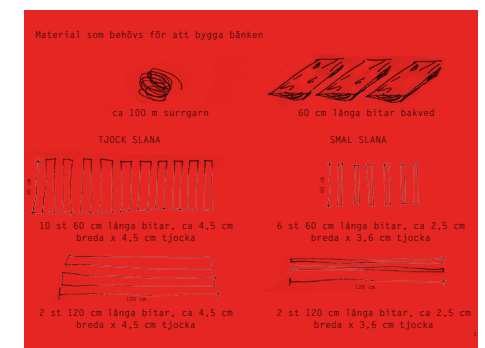 Material som behövs för att bygga bänken
ca 100 m surrgarn
60 cm långa bitar bakved
TJOCK SLANA
SMAL SLANA
60 cm
60 cm
10 st 60 cm långa bitar, ca 4,5 cm
breda x 4,5 cm tjocka
6 st 60 cm långa bitar, ca 2,5 cm
breda x 3,6 cm tjocka
120 cm
120 cm
2 st 120 cm långa bitar, ca 4,5 cm
breda x 4,5 cm tjocka
2 st 120 cm långa bitar, ca 2,5 cm
breda x 3,6 cm tjocka